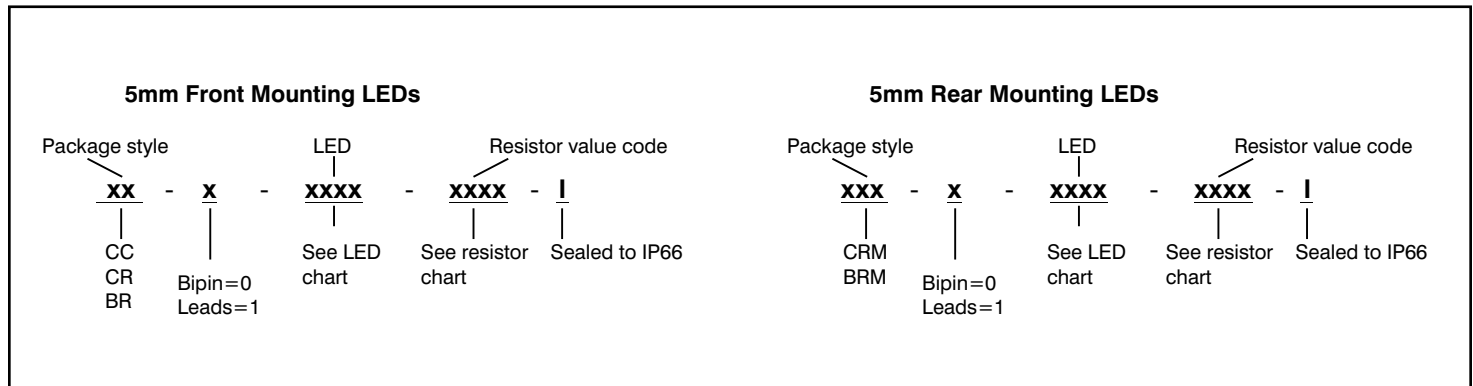 5mm Front Mounting LEDs
Package style LED Resistor value code
xx - x - xxxx - xxxx - I
CC
CR
BR
Bipin=0
Leads=1
See LED
chart
See resistor
chart
Sealed to IP66
5mm Rear Mounting LEDs
Package style LED Resistor value code
xxx - x - xxxx - xxxx - I
CRM
BRM
Bipin=0
Leads=1
See LED
chart
See resistor
chart
Sealed to IP66